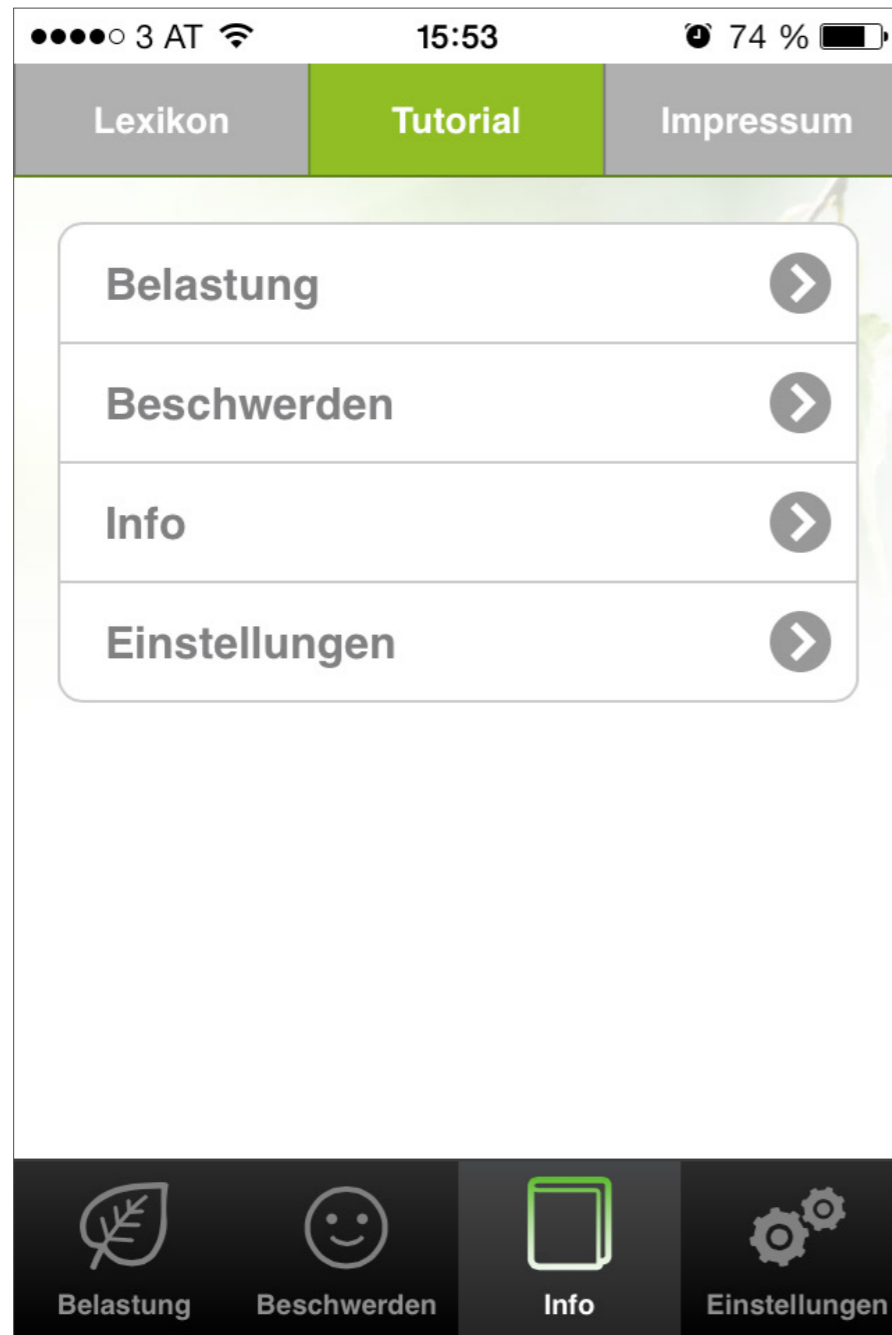 3 AT 15:53 74 %
Lexikon Tutorial Impressum
Belastung
Beschwerden
Info
Einstellungen
Belastung Beschwerden Info Einstellungen